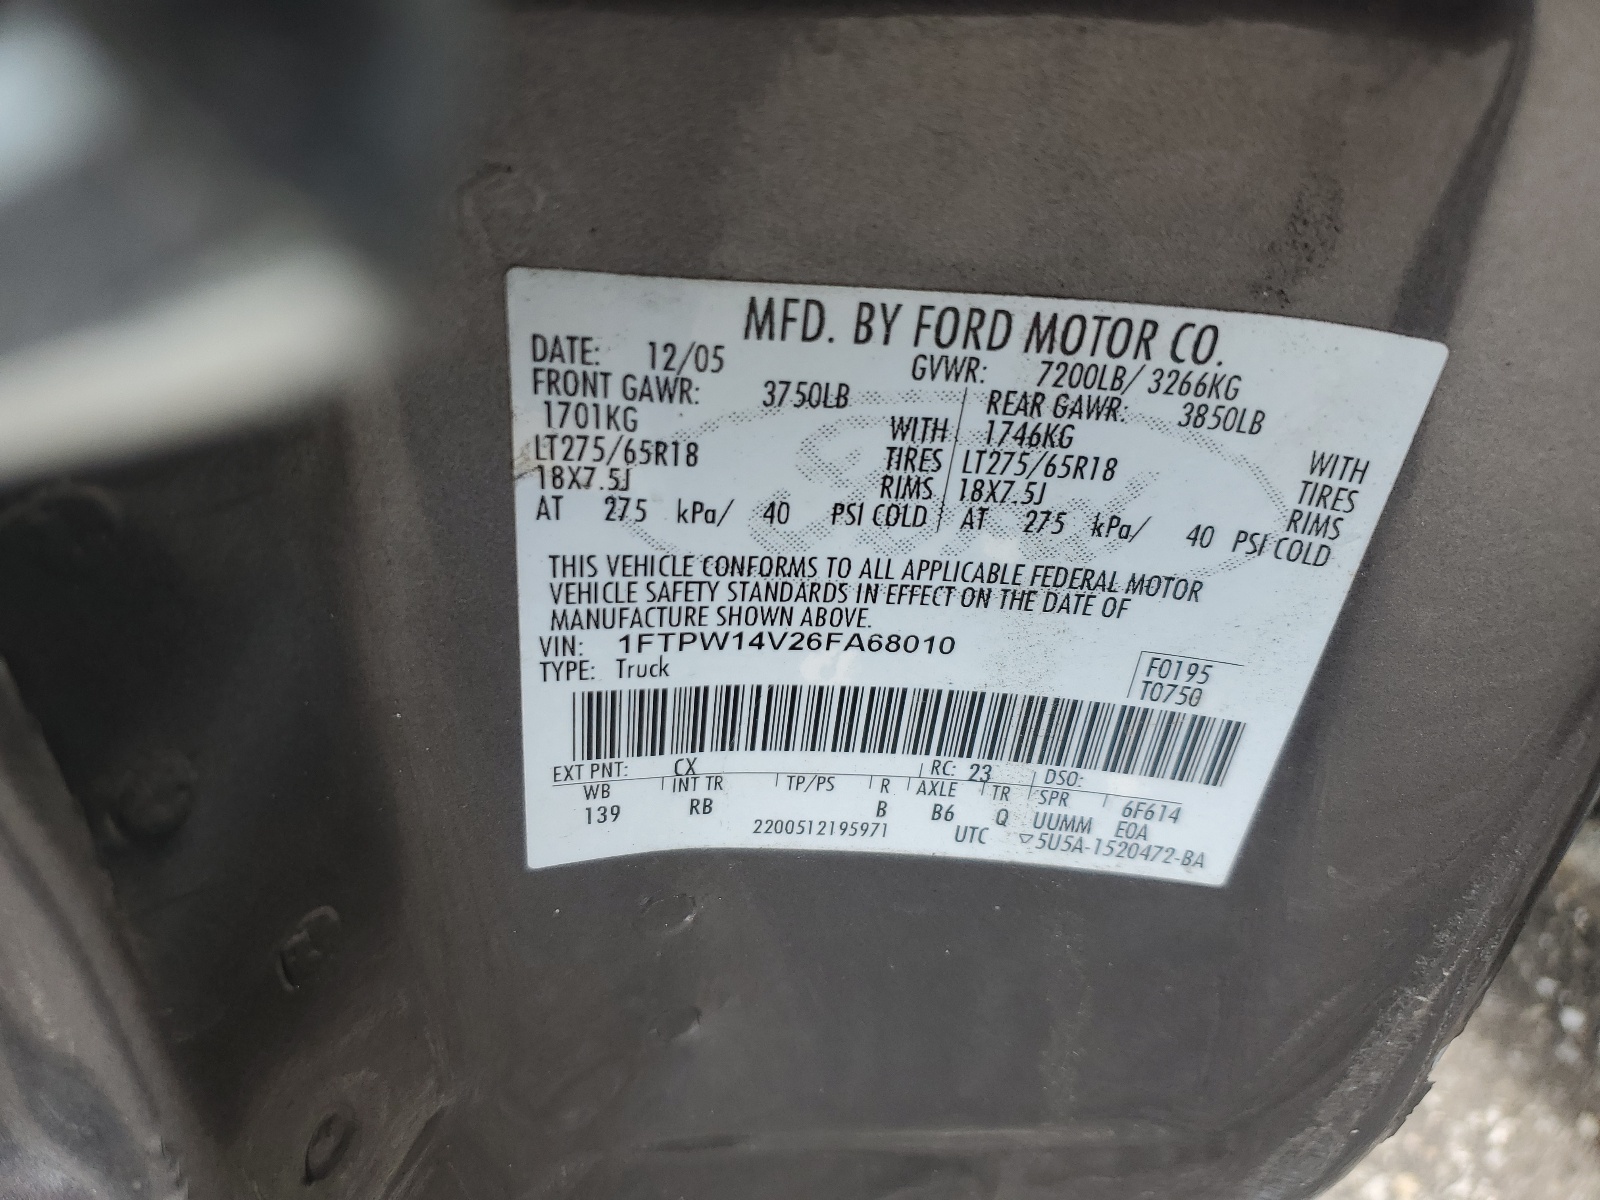 MFD. BY FORD MOTOR CO.
DATE: 12/05 GVWR: 7200LB/ 3266KG
FRONT GAWR: 3750LB REAR GAWR: 3850LB
1701KG WITH 1746KG WITH
LT275/65R18 TIRES LT275/65R18 TIRES
18X7.5J RIMS 18X7.5J RIMS
AT 275 kPa/ 40 PSI COLD AT 275 kPa/ 40 PSI COLD
THIS VEHICLE CONFORMS TO ALL APPLICABLE FEDERAL MOTOR
VEHICLE SAFETY STANDARDS IN EFFECT ON THE DATE OF
MANUFACTURE SHOWN ABOVE.
VIN: 1FTPW14V26FA68010
TYPE: Truck F0195
T0750
EXT PNT: CX RC: 23 DSO:
WB INT TR TP/PS R AXLE TR SPR 6F614
139 RB B B6 Q UUMM E0A
2200512195971 UTC ▽5U5A-1520472-BA